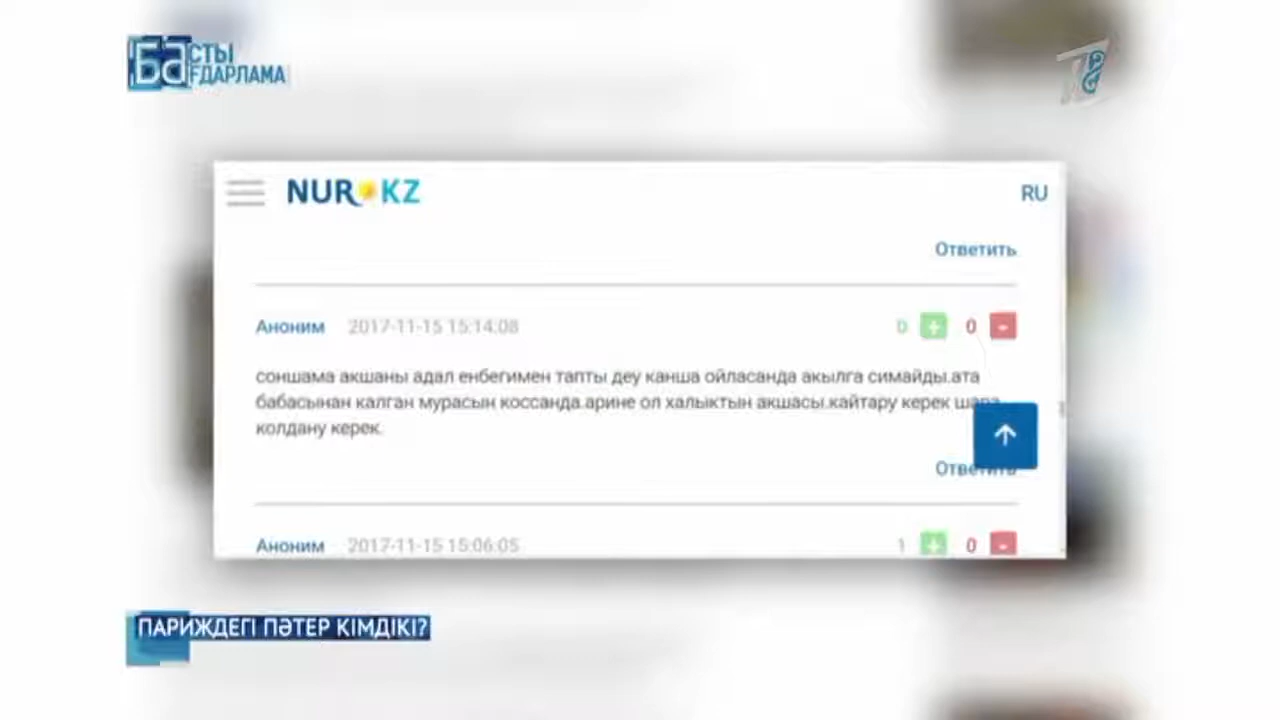 Басты
бағдарлама
NUR KZ
RU
Ответить
Аноним 2017-11-15 15:14:08 0 + 0 -
соншама акшаны адал енбегимен тапты деу канша ойласанда акылга симайды.ата
бабасынан калган мурасын коссанда.арине ол халыктын акшасы.кайтару керек шара
колдану керек.
Ответить
Аноним 2017-11-15 15:06:05 1 + 0 -
ПАРИЖДЕГІ ПӘТЕР КІМДІКІ?